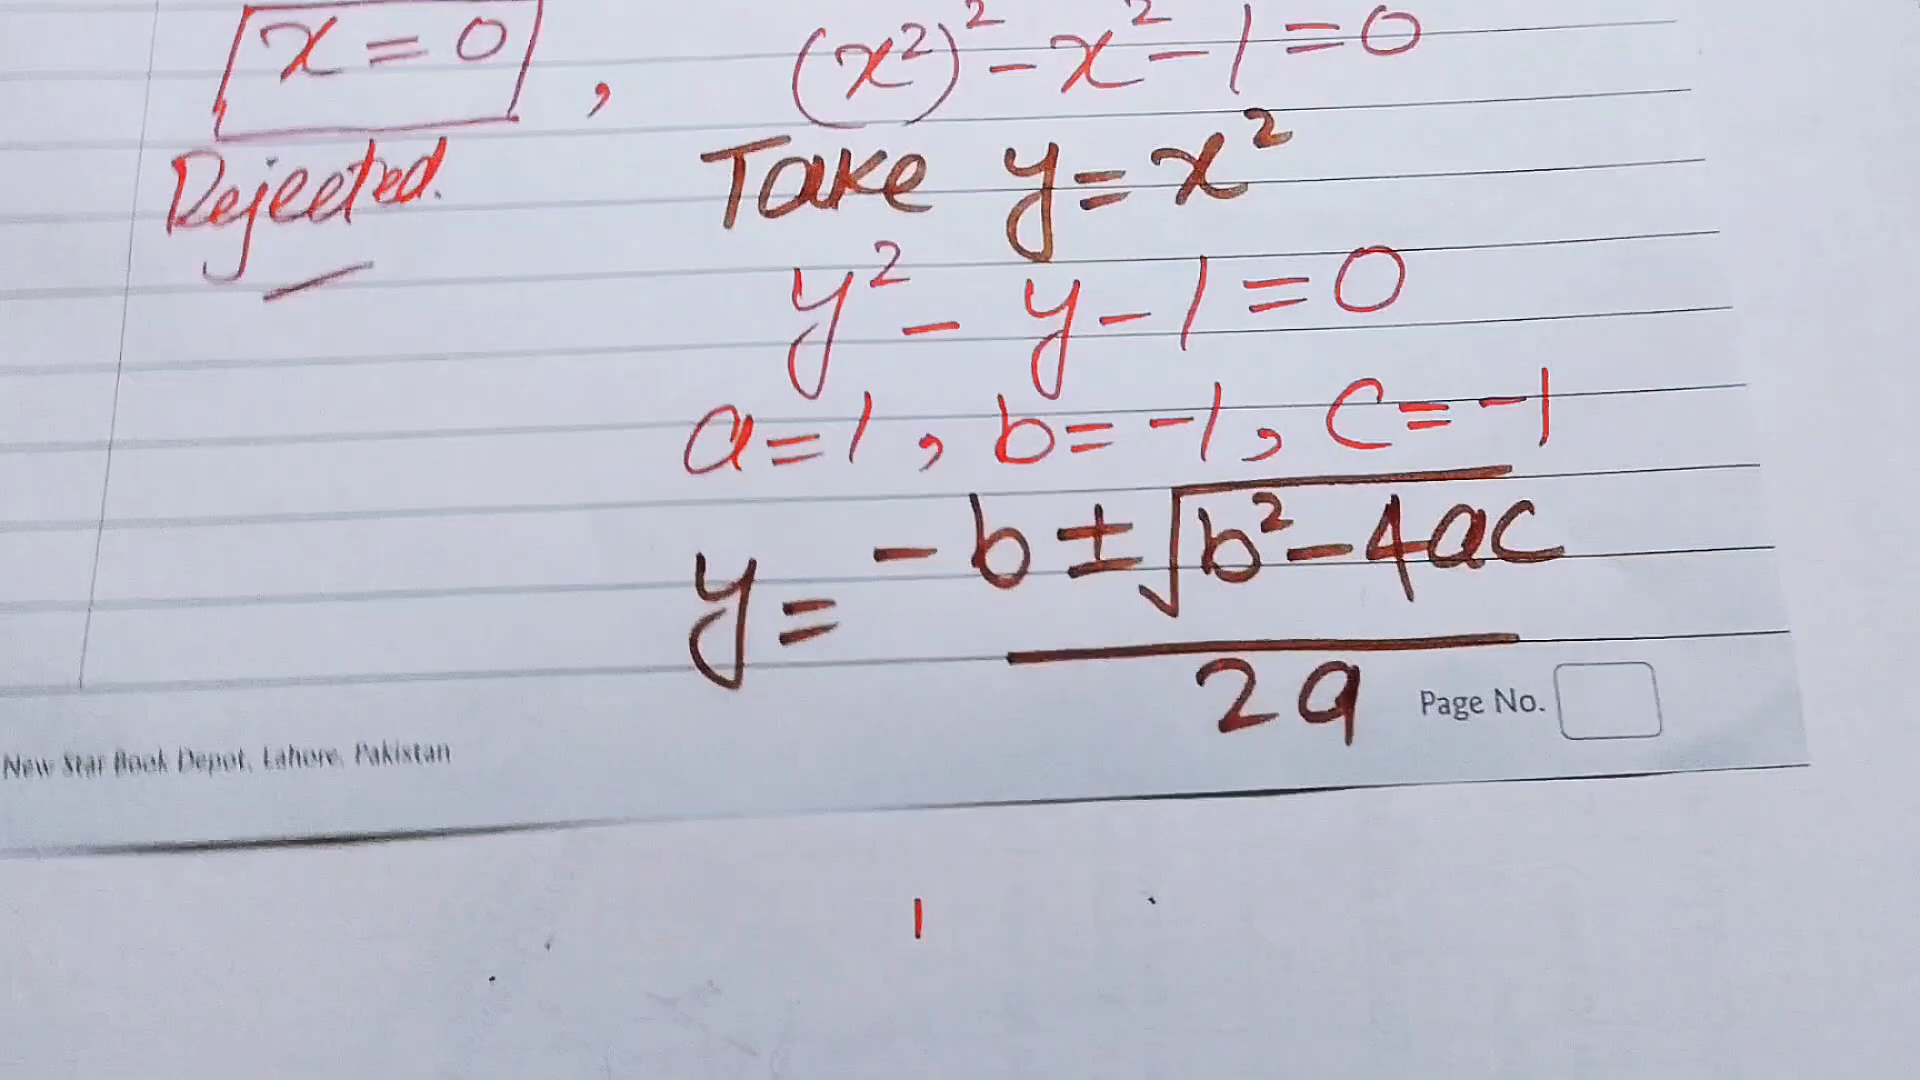 x = 0 , (x²)² - x² - 1 = 0
Rejected. Take y = x²
y² - y - 1 = 0
a = 1 , b = -1 , c = -1
y = -b ± √b² - 4ac
2a
Page No.
New Star Book Depot, Lahore, Pakistan
1